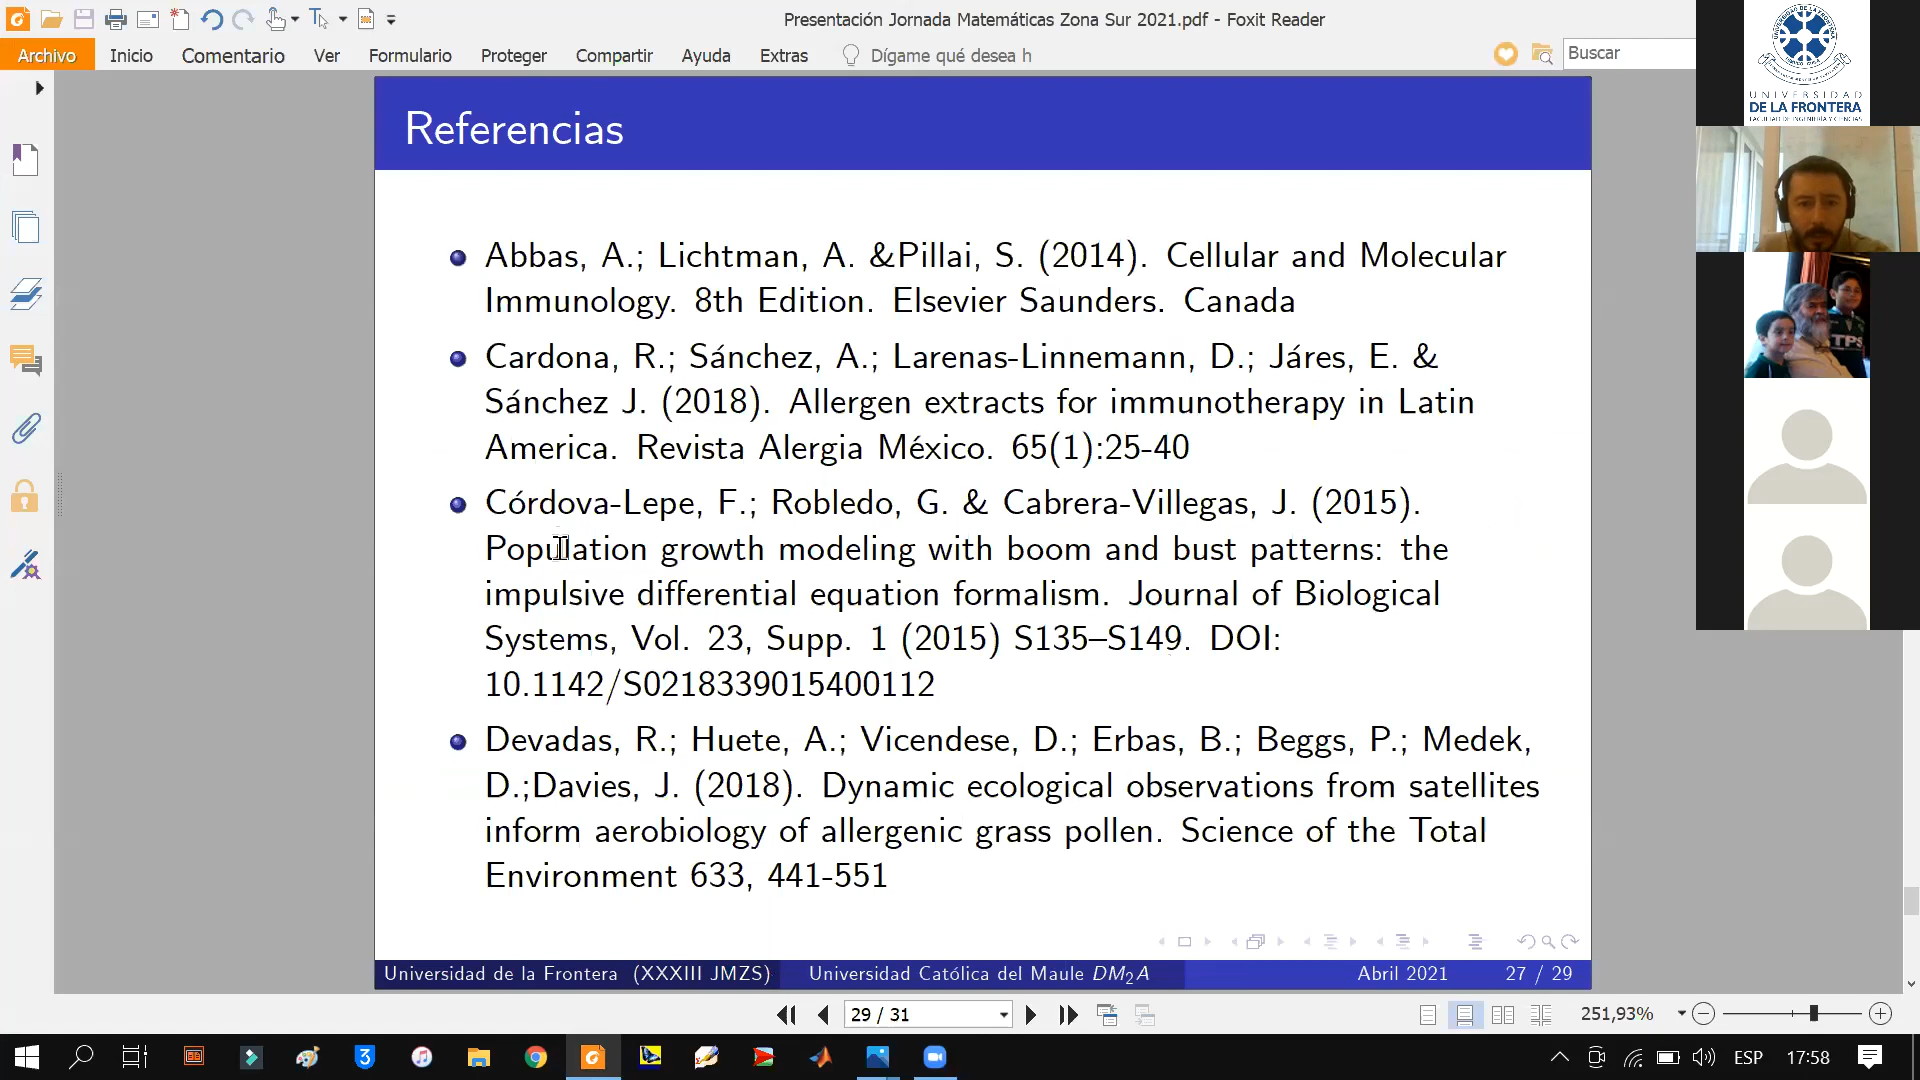 Presentación Jornada Matemáticas Zona Sur 2021.pdf - Foxit Reader
Archivo Inicio Comentario Ver Formulario Proteger Compartir Ayuda Extras Dígame qué desea h Buscar
UNIVERSIDAD
DE LA FRONTERA
FACULTAD DE INGENIERÍA Y CIENCIAS
Referencias
Abbas, A.; Lichtman, A. &Pillai, S. (2014). Cellular and Molecular
Immunology. 8th Edition. Elsevier Saunders. Canada
Cardona, R.; Sánchez, A.; Larenas-Linnemann, D.; Járes, E. &
Sánchez J. (2018). Allergen extracts for immunotherapy in Latin
America. Revista Alergia México. 65(1):25-40
Córdova-Lepe, F.; Robledo, G. & Cabrera-Villegas, J. (2015).
Population growth modeling with boom and bust patterns: the
impulsive differential equation formalism. Journal of Biological
Systems, Vol. 23, Supp. 1 (2015) S135–S149. DOI:
10.1142/S0218339015400112
Devadas, R.; Huete, A.; Vicendese, D.; Erbas, B.; Beggs, P.; Medek,
D.;Davies, J. (2018). Dynamic ecological observations from satellites
inform aerobiology of allergenic grass pollen. Science of the Total
Environment 633, 441-551
Universidad de la Frontera (XXXIII JMZS) Universidad Católica del Maule DM₂A Abril 2021 27 / 29
29 / 31 251,93%
ESP 17:58